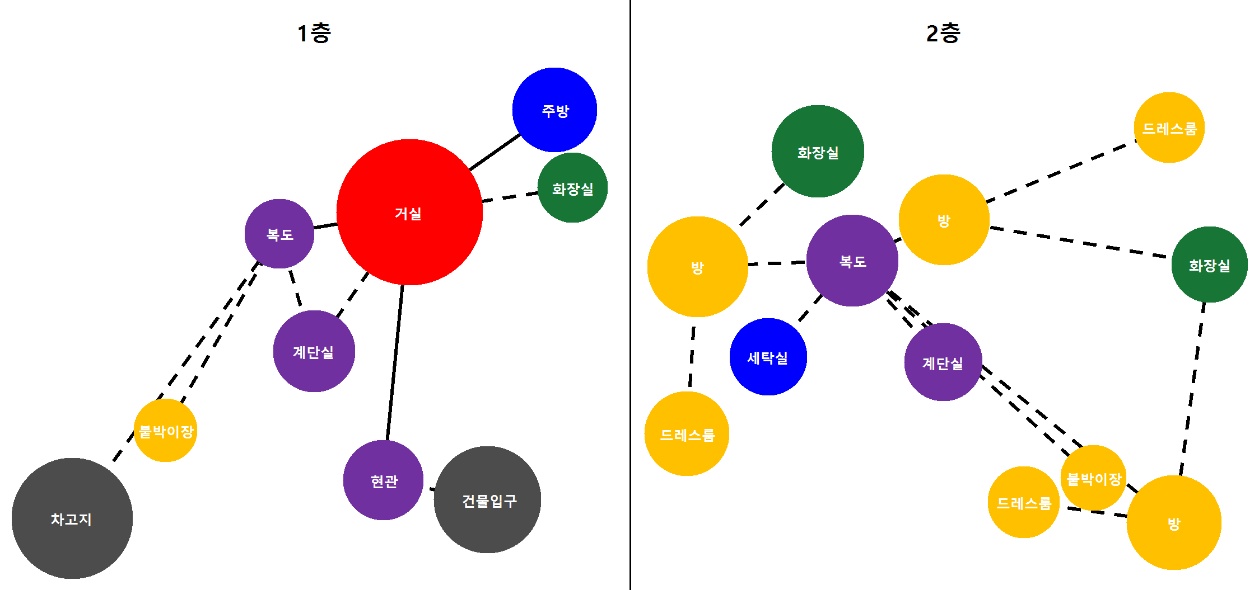 1층
주방
화장실
거실
복도
계단실
붙박이장
현관
건물입구
차고지
2층
드레스룸
화장실
방
복도
방
화장실
세탁실
계단실
드레스룸
붙박이장
드레스룸
방